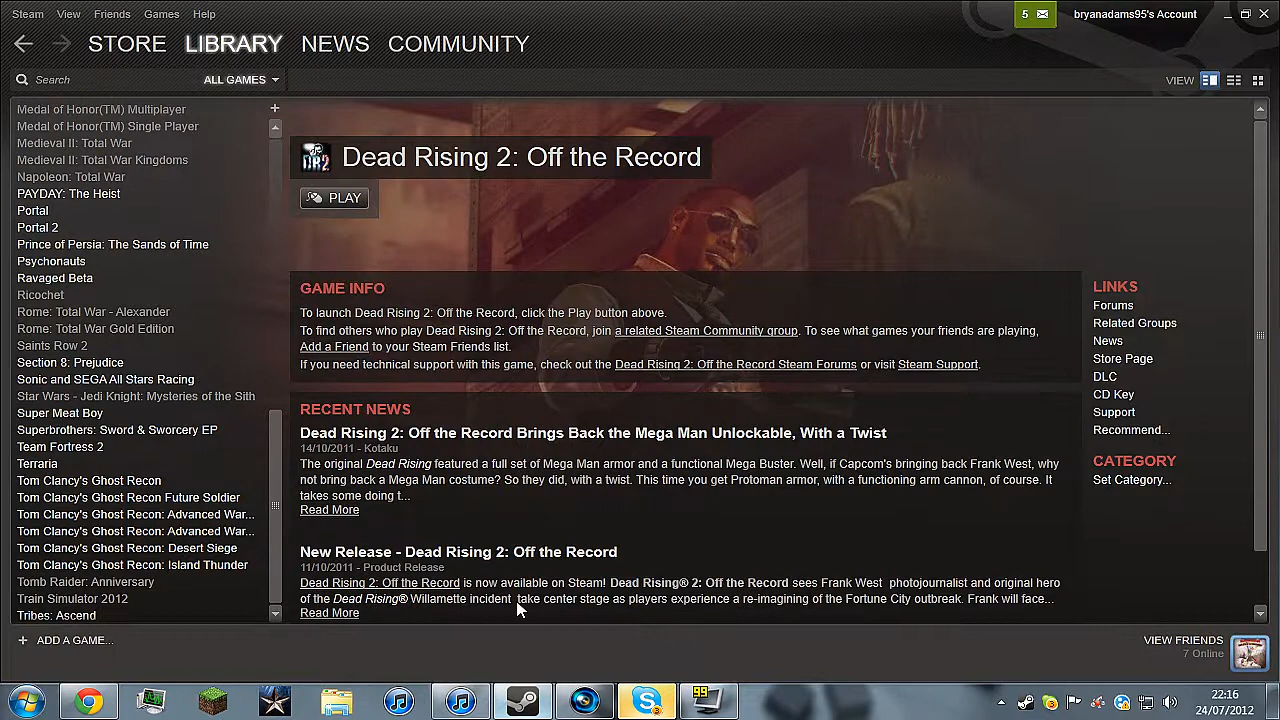 Steam View Friends Games Help
5
bryanadams95's Account
STORE LIBRARY NEWS COMMUNITY
Search
ALL GAMES
VIEW
Medal of Honor(TM) Multiplayer
Medal of Honor(TM) Single Player
Medieval II: Total War
Medieval II: Total War Kingdoms
Napoleon: Total War
PAYDAY: The Heist
Portal
Portal 2
Prince of Persia: The Sands of Time
Psychonauts
Ravaged Beta
Ricochet
Rome: Total War - Alexander
Rome: Total War Gold Edition
Saints Row 2
Section 8: Prejudice
Sonic and SEGA All Stars Racing
Star Wars - Jedi Knight: Mysteries of the Sith
Super Meat Boy
Superbrothers: Sword & Sworcery EP
Team Fortress 2
Terraria
Tom Clancy's Ghost Recon
Tom Clancy's Ghost Recon Future Soldier
Tom Clancy's Ghost Recon: Advanced War...
Tom Clancy's Ghost Recon: Advanced War...
Tom Clancy's Ghost Recon: Desert Siege
Tom Clancy's Ghost Recon: Island Thunder
Tomb Raider: Anniversary
Train Simulator 2012
Tribes: Ascend
+ ADD A GAME...
DR2
Dead Rising 2: Off the Record
PLAY
GAME INFO
To launch Dead Rising 2: Off the Record, click the Play button above.
To find others who play Dead Rising 2: Off the Record, join a related Steam Community group. To see what games your friends are playing,
Add a Friend to your Steam Friends list.
If you need technical support with this game, check out the Dead Rising 2: Off the Record Steam Forums or visit Steam Support.
RECENT NEWS
Dead Rising 2: Off the Record Brings Back the Mega Man Unlockable, With a Twist
14/10/2011 - Kotaku
The original Dead Rising featured a full set of Mega Man armor and a functional Mega Buster. Well, if Capcom's bringing back Frank West, why
not bring back a Mega Man costume? So they did, with a twist. This time you get Protoman armor, with a functioning arm cannon, of course. It
takes some doing t...
Read More
New Release - Dead Rising 2: Off the Record
11/10/2011 - Product Release
Dead Rising 2: Off the Record is now available on Steam! Dead Rising® 2: Off the Record sees Frank West photojournalist and original hero
of the Dead Rising® Willamette incident take center stage as players experience a re-imagining of the Fortune City outbreak. Frank will face...
Read More
LINKS
Forums
Related Groups
News
Store Page
DLC
CD Key
Support
Recommend...
CATEGORY
Set Category...
VIEW FRIENDS
7 Online
99
22:16
24/07/2012